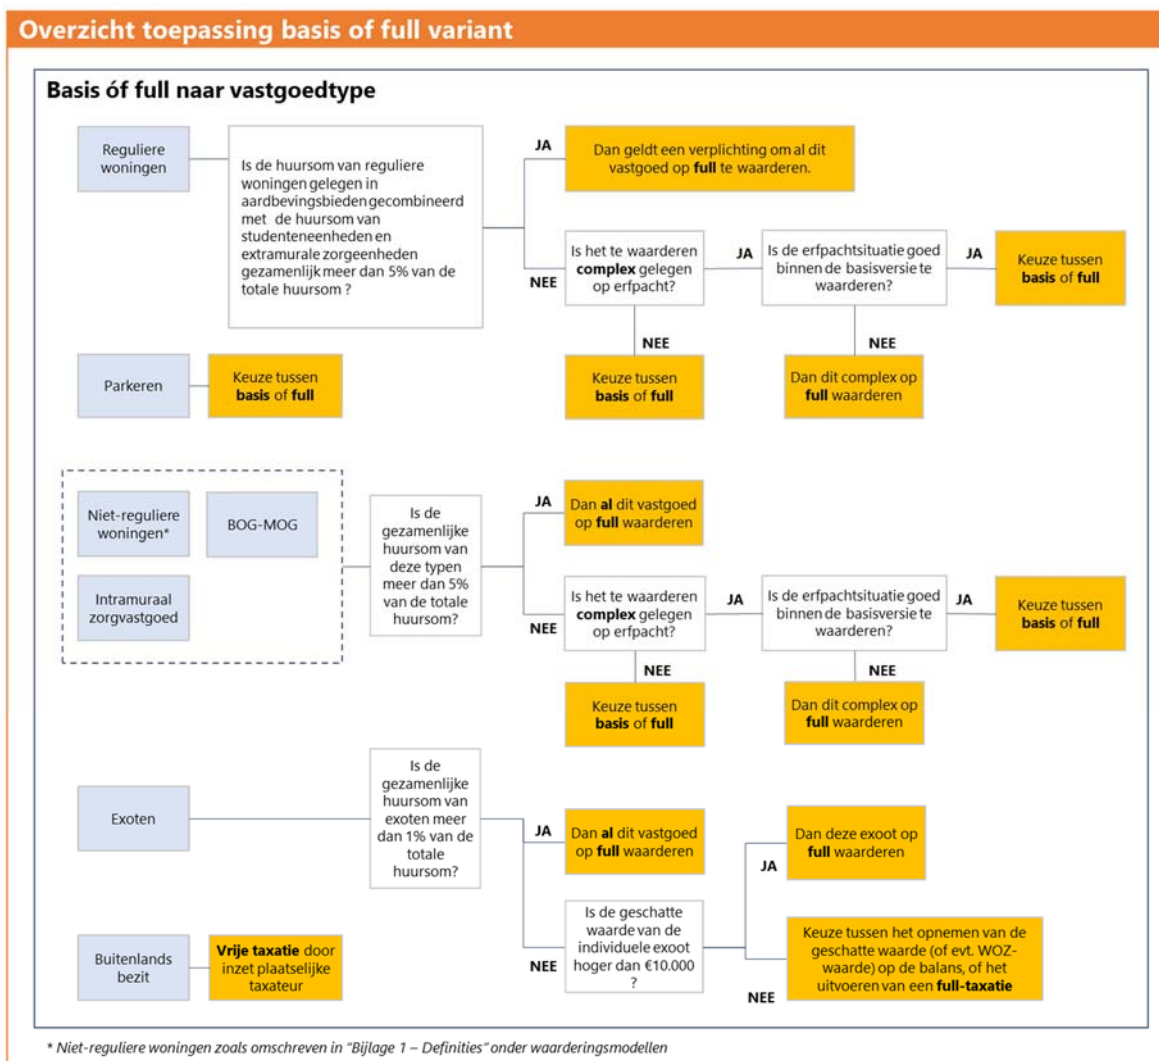 Overzicht toepassing basis of full variant
Basis óf full naar vastgoedtype
Reguliere
woningen
Is de huursom van reguliere
woningen gelegen in
aardbevingsbieden gecombineerd
met de huursom van
studenteneenheden en
extramurale zorgeenheden
gezamenlijk meer dan 5% van de
totale huursom ?
JA
Dan geldt een verplichting om al dit
vastgoed op full te waarderen.
NEE
Is het te waarderen
complex gelegen
op erfpacht?
JA
Is de erfpachtsituatie goed
binnen de basisversie te
waarderen?
JA
Keuze tussen
basis of full
NEE
Keuze tussen
basis of full
NEE
Dan dit complex op
full waarderen
Parkeren
Keuze tussen
basis of full
Niet-reguliere
woningen*
BOG-MOG
Intramuraal
zorgvastgoed
Is de
gezamenlijke
huursom van
deze typen
meer dan 5%
van de totale
huursom?
JA
Dan al dit vastgoed
op full waarderen
NEE
Is het te waarderen
complex gelegen
op erfpacht?
JA
Is de erfpachtsituatie goed
binnen de basisversie te
waarderen?
JA
Keuze tussen
basis of full
NEE
Keuze tussen
basis of full
NEE
Dan dit complex op
full waarderen
Exoten
Is de
gezamenlijke
huursom van
exoten meer
dan 1% van de
totale
huursom?
JA
Dan al dit vastgoed
op full waarderen
NEE
Is de geschatte
waarde van de
individuele exoot
hoger dan €10.000
?
JA
Dan deze exoot op
full waarderen
NEE
Keuze tussen het opnemen van de
geschatte waarde (of evt. WOZ-
waarde) op de balans, of het
uitvoeren van een full-taxatie
Buitenlands
bezit
Vrije taxatie door
inzet plaatselijke
taxateur
* Niet-reguliere woningen zoals omschreven in "Bijlage 1 – Definities" onder waarderingsmodellen